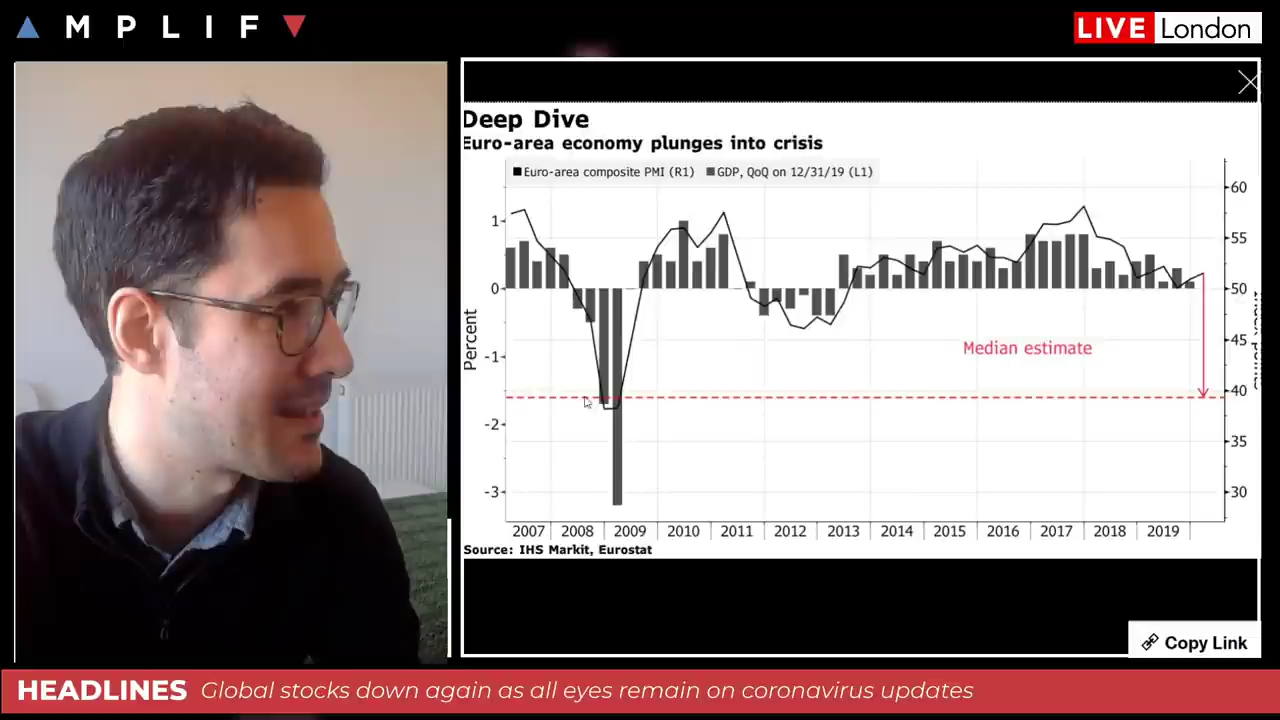 AMPLIFY
LIVE London
Deep Dive
Euro-area economy plunges into crisis
Euro-area composite PMI (R1) GDP, QoQ on 12/31/19 (L1)
1
0
-1
-2
-3
Percent
60
55
50
45
40
35
30
Median estimate
2007 2008 2009 2010 2011 2012 2013 2014 2015 2016 2017 2018 2019
Source: IHS Markit, Eurostat
Copy Link
HEADLINES Global stocks down again as all eyes remain on coronavirus updates